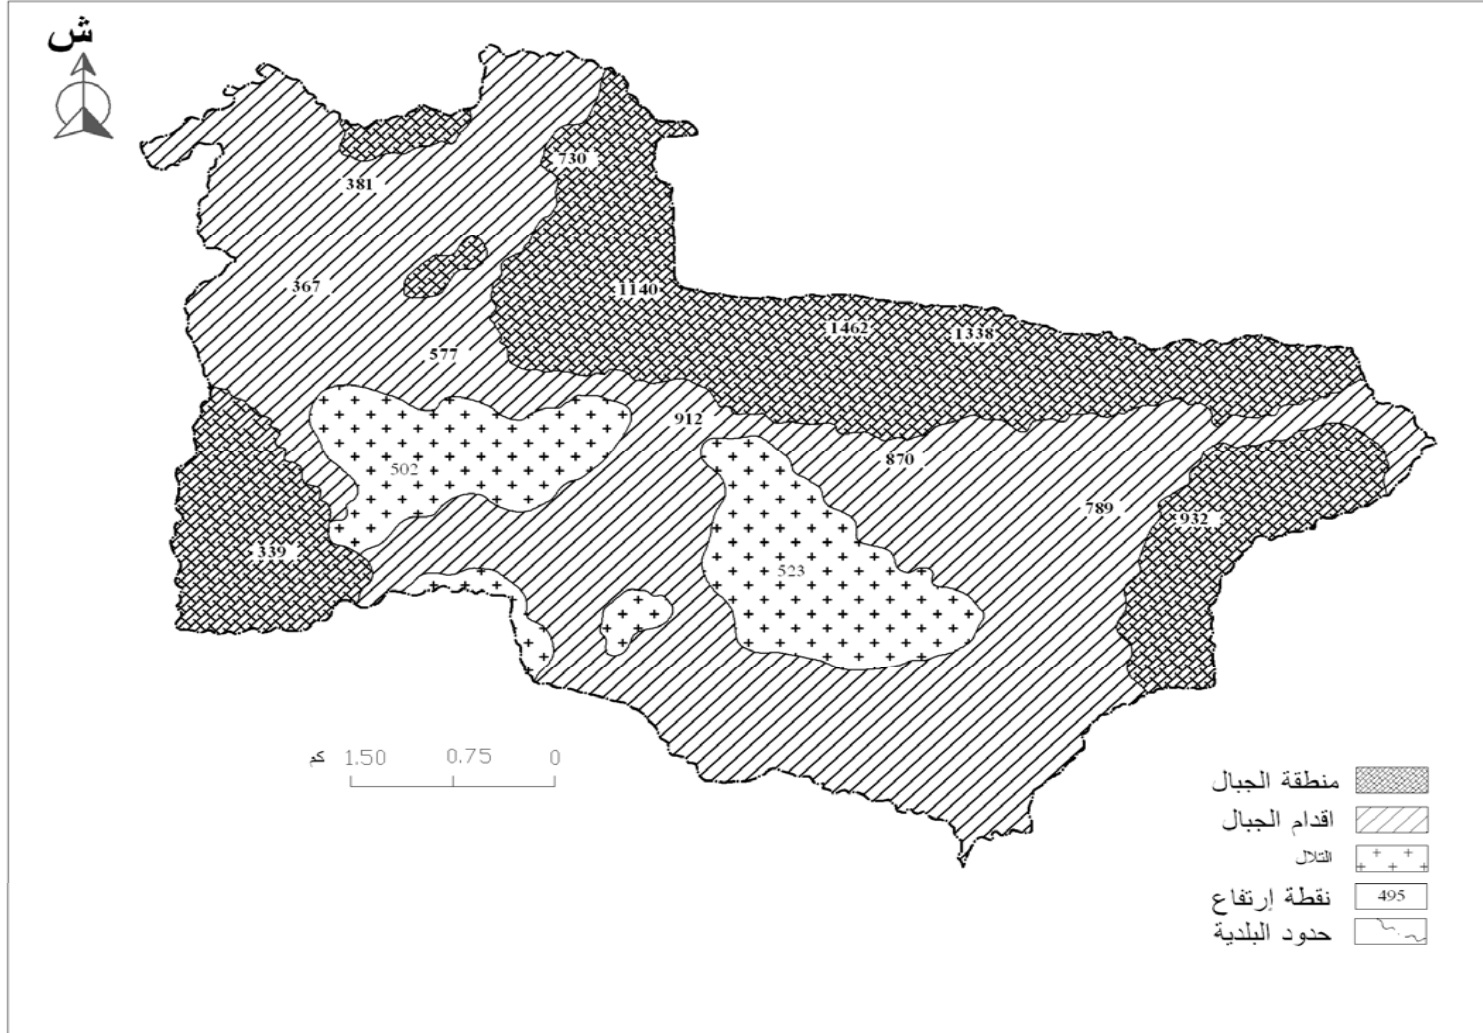 ش
730
381
367
1140
1462
1338
577
912
870
502
789
932
339
523
كم 1.50 0.75 0
منطقة الجبال
اقدام الجبال
التلال
نقطة إرتفاع
495
حدود البلدية